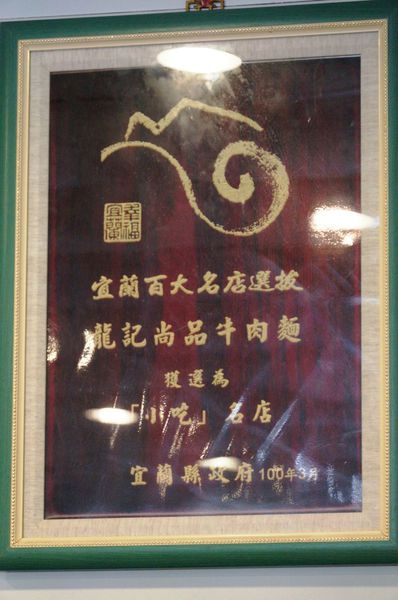 幸福
宜蘭
宜蘭百大名店選拔
龍記尚品牛肉麵
獲選為
「小吃」名店
宜蘭縣政府100年3月